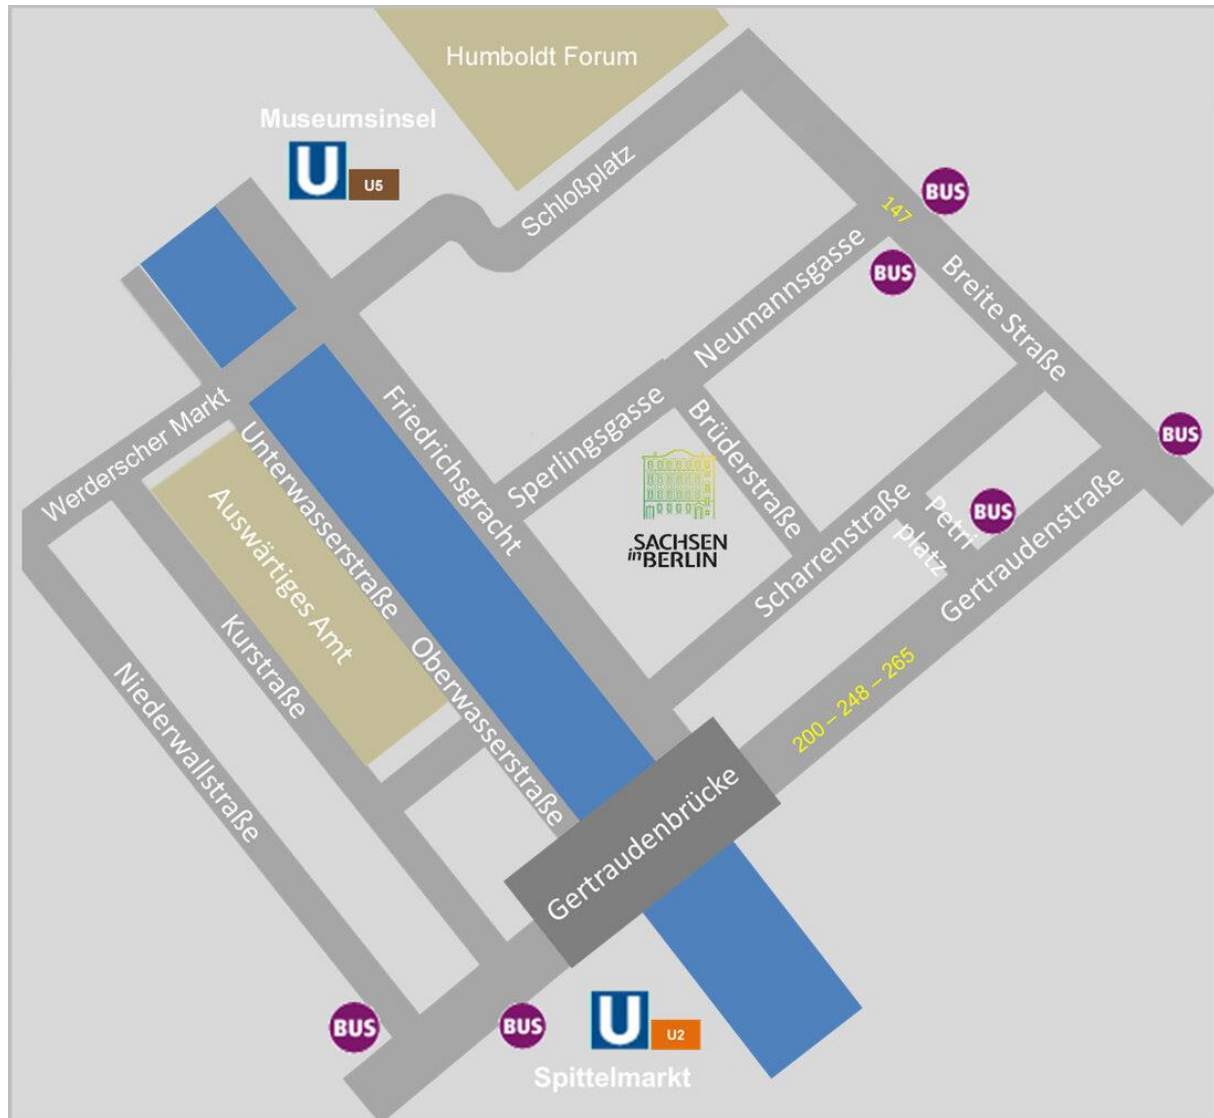 Humboldt Forum
Museumsinsel
U
U5
Schloßplatz
BUS
147
BUS
Neumannsgasse
Breite Straße
Werderscher Markt
Friedrichsgracht
Sperlingsgasse
Brüderstraße
BUS
Unterwasserstraße
Auswärtiges Amt
SACHSEN
in BERLIN
Scharrenstraße
Petri
platz
BUS
Gertraudenstraße
Kurstraße
Oberwasserstraße
Niederwallstraße
200 – 248 – 265
Gertraudenbrücke
BUS
BUS
U
U2
Spittelmarkt